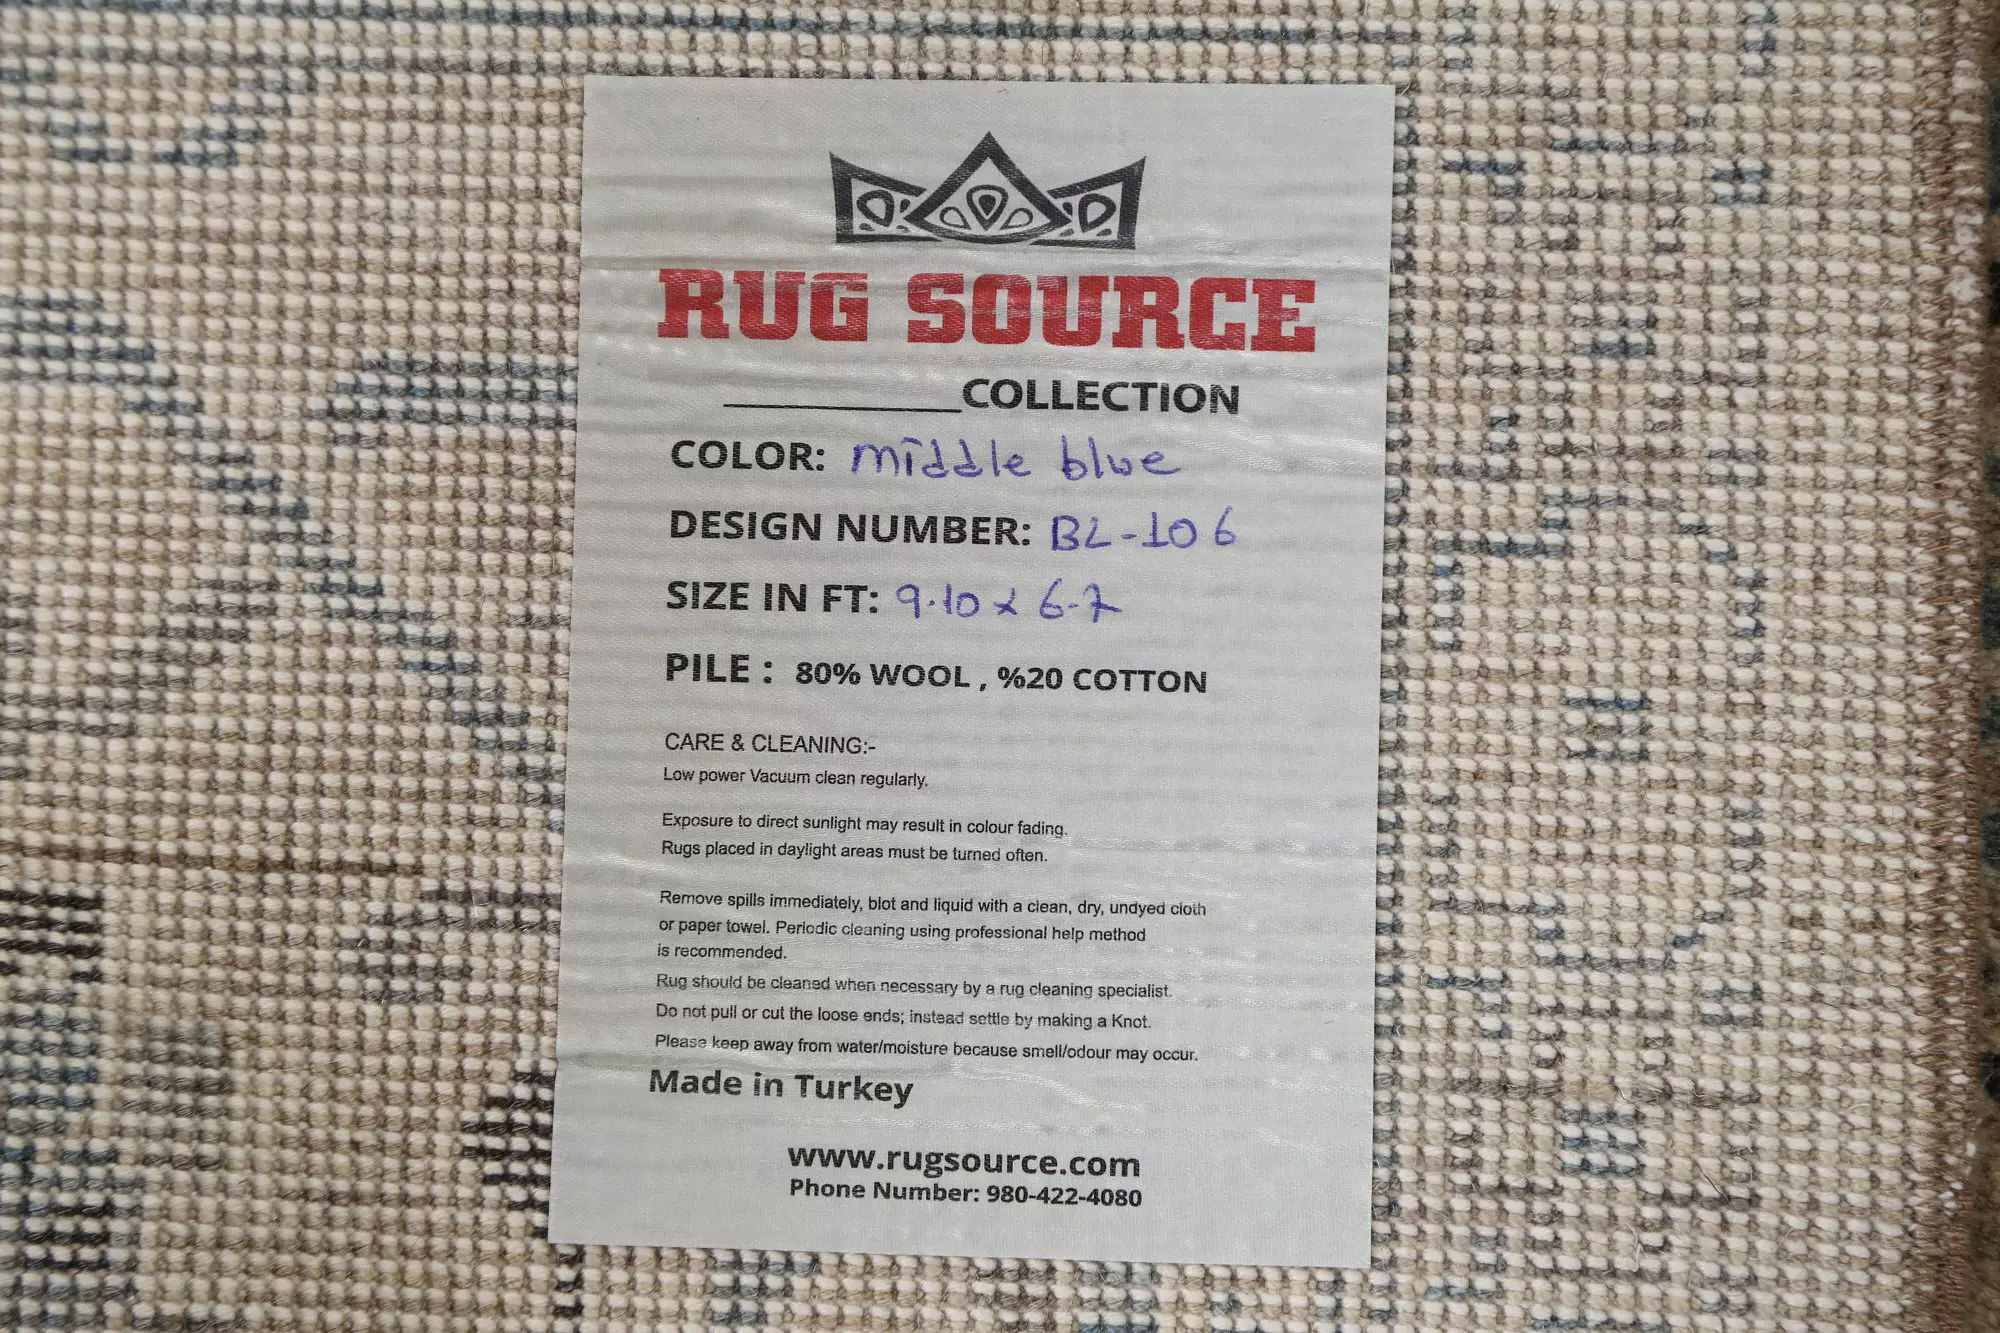 RUG SOURCE
____________COLLECTION
COLOR: middle blue
DESIGN NUMBER: BL-106
SIZE IN FT: 9.10 x 6-7
PILE : 80% WOOL , %20 COTTON
CARE & CLEANING:-
Low power Vacuum clean regularly.
Exposure to direct sunlight may result in colour fading.
Rugs placed in daylight areas must be turned often.
Remove spills immediately, blot and liquid with a clean, dry, undyed cloth
or paper towel. Periodic cleaning using professional help method
is recommended.
Rug should be cleaned when necessary by a rug cleaning specialist.
Do not pull or cut the loose ends; instead settle by making a Knot.
Please keep away from water/moisture because smell/odour may occur.
Made in Turkey
www.rugsource.com
Phone Number: 980-422-4080